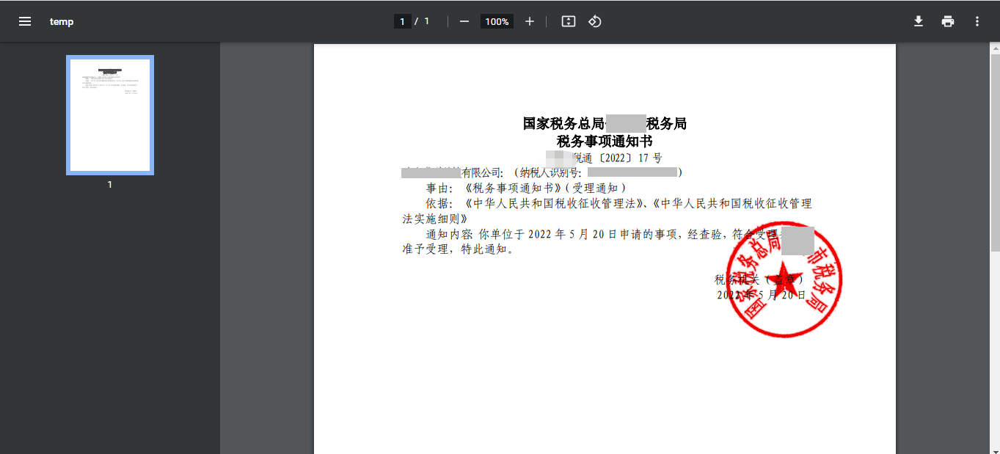 temp
1 / 1
100%
1
国家税务总局 税务局
税务事项通知书
税通〔2022〕17 号
有限公司：（纳税人识别号： ）
事由：《税务事项通知书》（受理通知）
依据：《中华人民共和国税收征收管理法》、《中华人民共和国税收征收管理
法实施细则》
通知内容：你单位于 2022 年 5 月 20 日申请的事项，经查验，符合受理
准予受理，特此通知。
国家税务总局 市税务局
税务机关（盖章）
2022 年 5 月 20 日